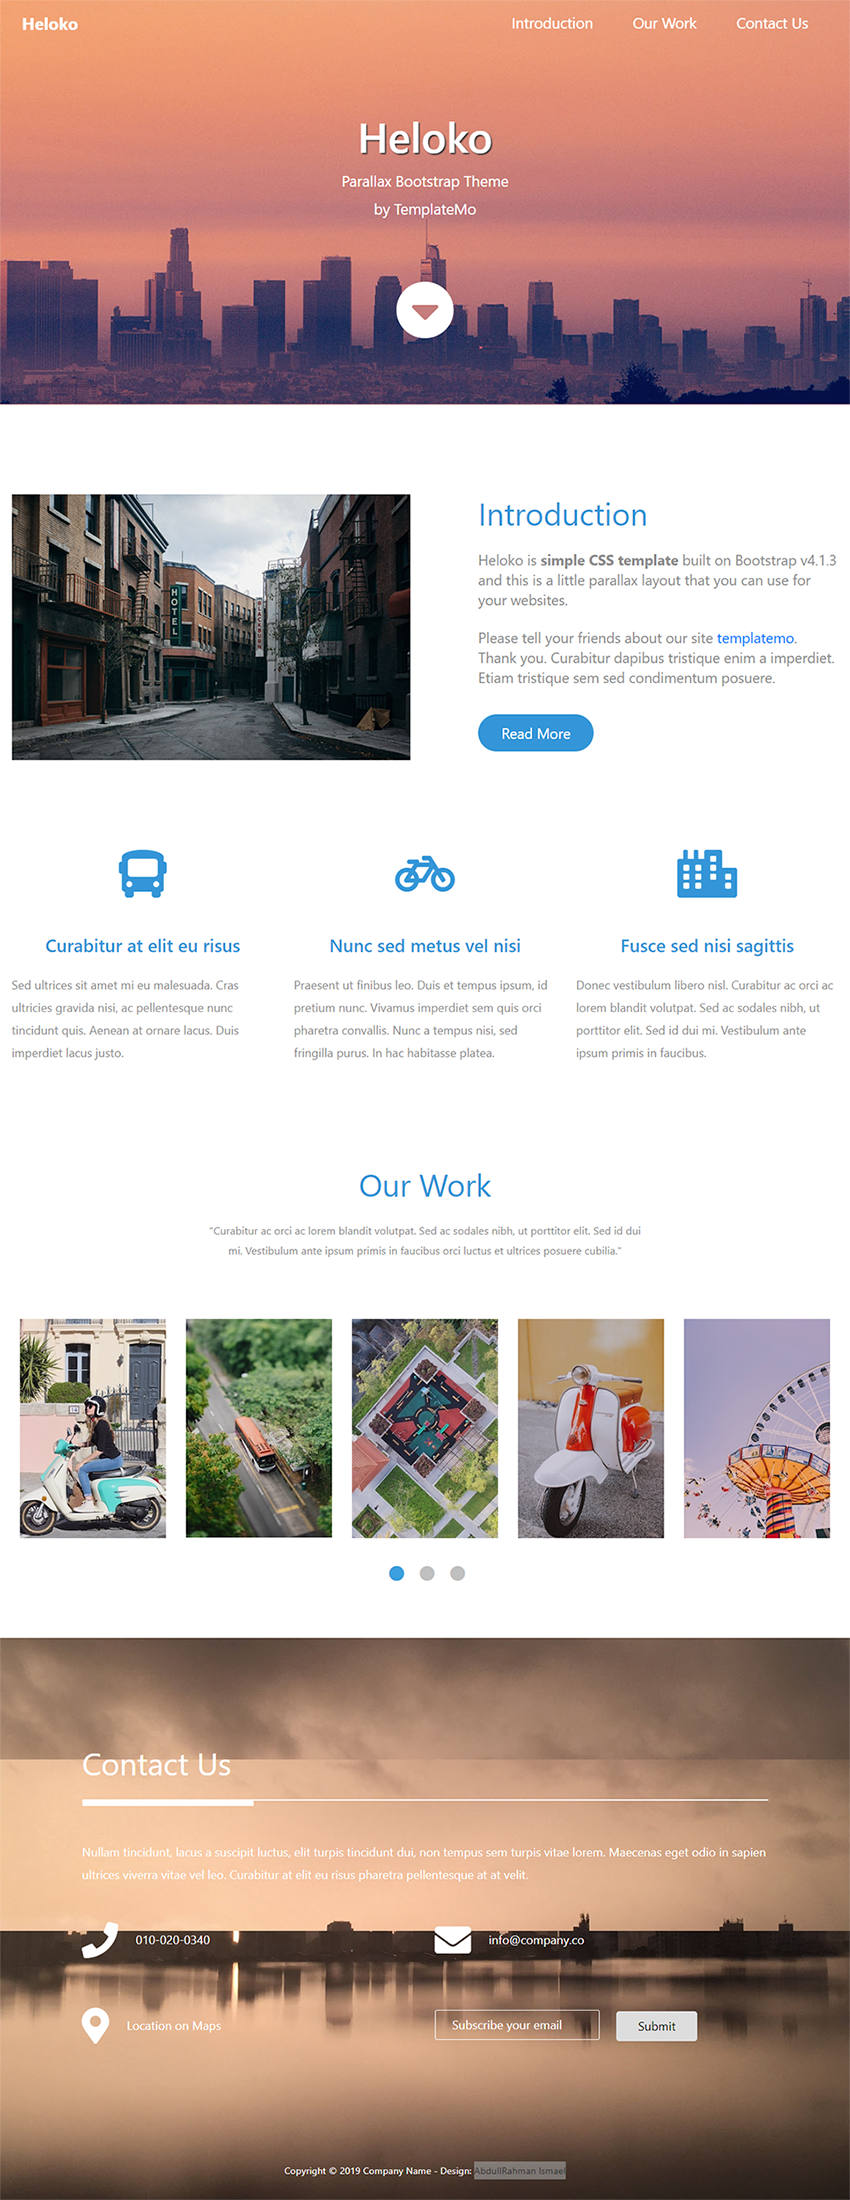 Heloko
Introduction
Our Work
Contact Us
Heloko
Parallax Bootstrap Theme
by TemplateMo
HOTEL
Introduction
Heloko is simple CSS template built on Bootstrap v4.1.3
and this is a little parallax layout that you can use for
your websites.
Please tell your friends about our site templatemo.
Thank you. Curabitur dapibus tristique enim a imperdiet.
Etiam tristique sem sed condimentum posuere.
Read More
Curabitur at elit eu risus
Sed ultrices sit amet mi eu malesuada. Cras
ultricies gravida nisi, ac pellentesque nunc
tincidunt quis. Aenean at ornare lacus. Duis
imperdiet lacus justo.
Nunc sed metus vel nisi
Praesent ut finibus leo. Duis et tempus ipsum, id
pretium nunc. Vivamus imperdiet sem quis orci
pharetra convallis. Nunc a tempus nisi, sed
fringilla purus. In hac habitasse platea.
Fusce sed nisi sagittis
Donec vestibulum libero nisl. Curabitur ac orci ac
lorem blandit volutpat. Sed ac sodales nibh, ut
porttitor elit. Sed id dui mi. Vestibulum ante
ipsum primis in faucibus.
Our Work
"Curabitur ac orci ac lorem blandit volutpat. Sed ac sodales nibh, ut porttitor elit. Sed id dui
mi. Vestibulum ante ipsum primis in faucibus orci luctus et ultrices posuere cubilia."
Contact Us
Nullam tincidunt, lacus a suscipit luctus, elit turpis tincidunt dui, non tempus sem turpis vitae lorem. Maecenas eget odio in sapien
ultrices viverra vitae vel leo. Curabitur at elit eu risus pharetra pellentesque at at velit.
010-020-0340
info@company.co
Location on Maps
Subscribe your email
Submit
Copyright © 2019 Company Name - Design: AbdullRahman Ismael